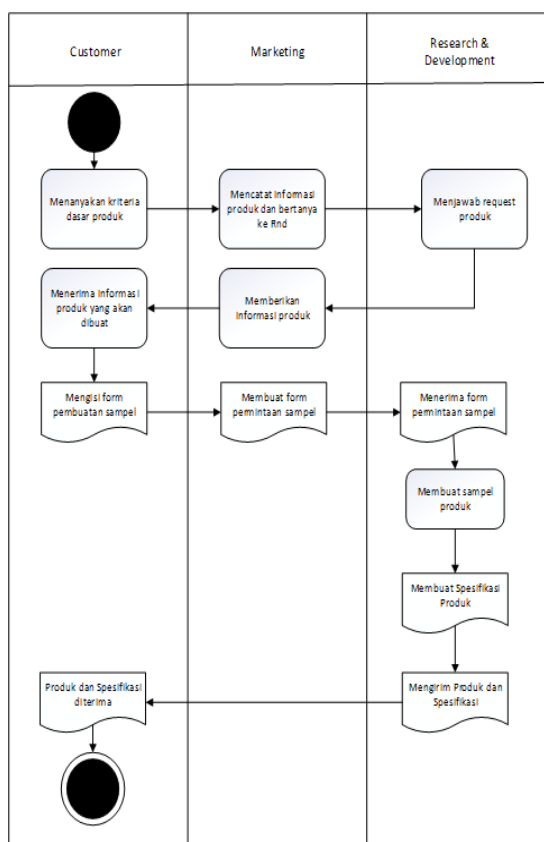 Customer
Marketing
Research &
Development
Menanyakan kriteria
dasar produk
Mencatat informasi
produk dan bertanya
ke Rnd
Menjawab request
produk
Menerima informasi
produk yang akan
dibuat
Memberikan
informasi produk
Mengisi form
pembuatan sampel
Membuat form
permintaan sampel
Menerima form
permintaan sampel
Membuat sampel
produk
Membuat Spesifikasi
Produk
Produk dan Spesifikasi
diterima
Mengirim Produk dan
Spesifikasi